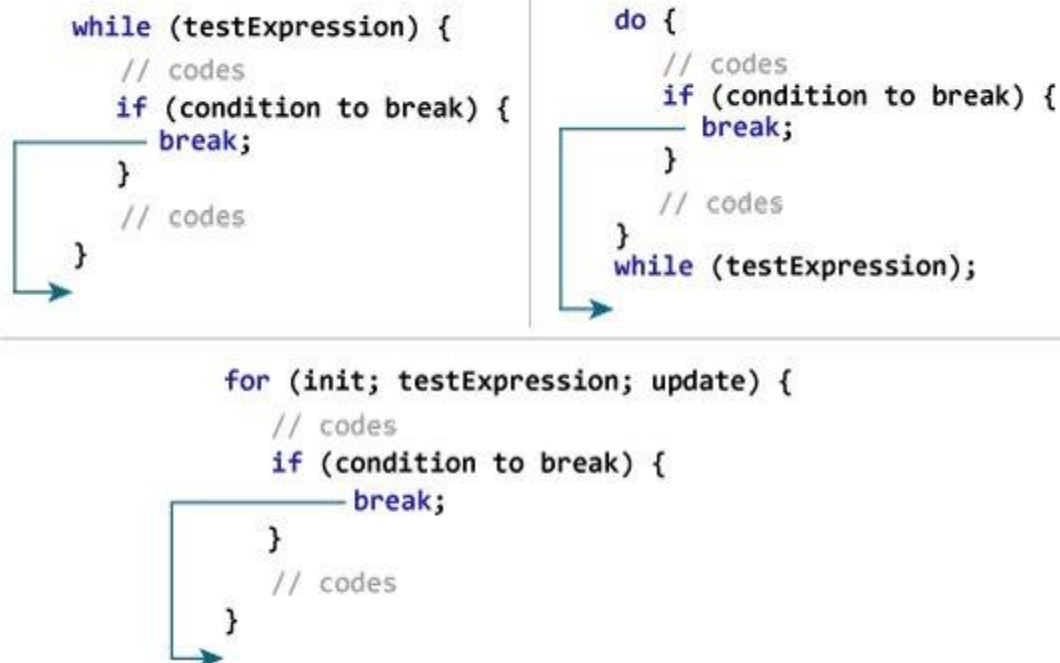 while (testExpression) {
// codes
if (condition to break) {
break;
}
// codes
}
do {
// codes
if (condition to break) {
break;
}
// codes
}
while (testExpression);
for (init; testExpression; update) {
// codes
if (condition to break) {
break;
}
// codes
}